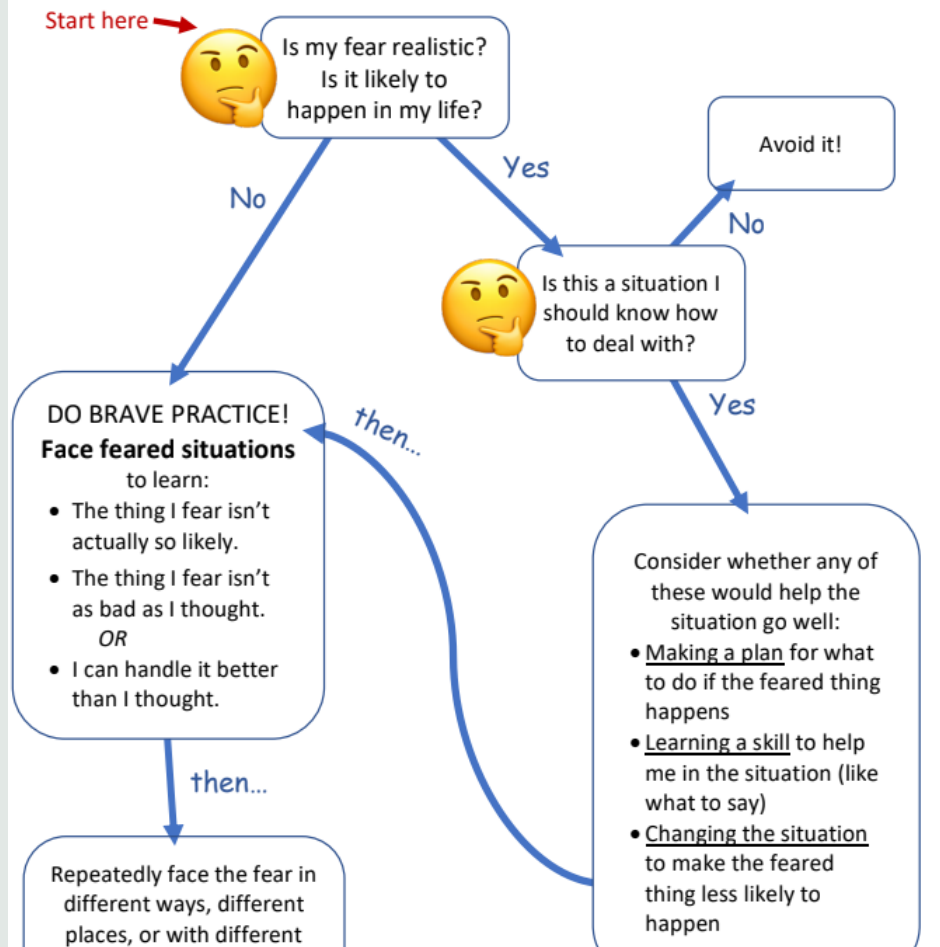 Start here
Is my fear realistic?
Is it likely to
happen in my life?
No
Yes
Avoid it!
No
Is this a situation I
should know how
to deal with?
Yes
DO BRAVE PRACTICE!
Face feared situations
to learn:
• The thing I fear isn’t
actually so likely.
• The thing I fear isn’t
as bad as I thought.
OR
• I can handle it better
than I thought.
then...
Consider whether any of
these would help the
situation go well:
• Making a plan for what
to do if the feared thing
happens
• Learning a skill to help
me in the situation (like
what to say)
• Changing the situation
to make the feared
thing less likely to
happen
then...
Repeatedly face the fear in
different ways, different
places, or with different